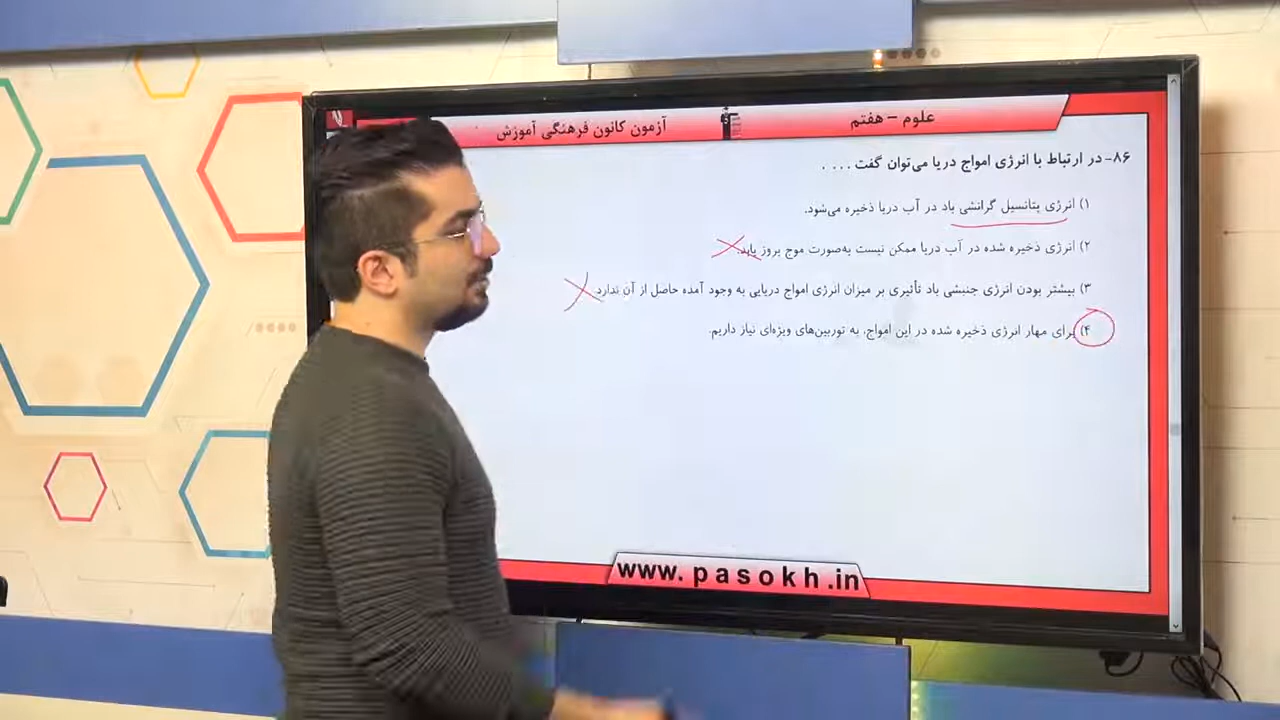 علوم – هفتم
آزمون کانون فرهنگی آموزش
۸۶- در ارتباط با انرژی امواج دریا می‌توان گفت . . . .
۱) انرژی پتانسیل گرانشی باد در آب دریا ذخیره می‌شود.
۲) انرژی ذخیره شده در آب دریا ممکن نیست به‌صورت موج بروز یابد.
۳) بیشتر بودن انرژی جنبشی باد تأثیری بر میزان انرژی امواج دریایی به وجود آمده حاصل از آن ندارد.
۴) برای مهار انرژی ذخیره شده در این امواج، به توربین‌های ویژه‌ای نیاز داریم.
www.pasokh.in